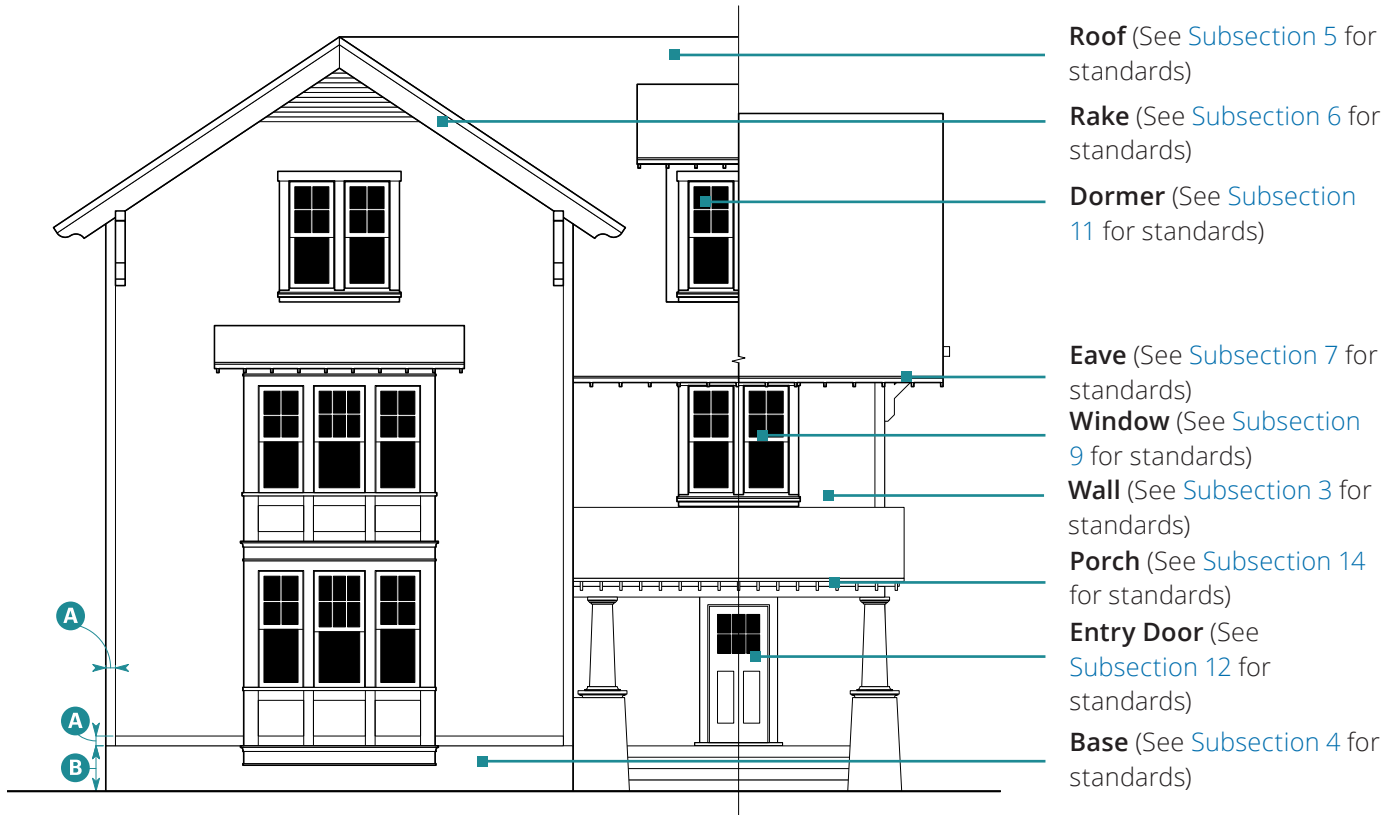 Roof (See Subsection 5 for
standards)
Rake (See Subsection 6 for
standards)
Dormer (See Subsection
11 for standards)
Eave (See Subsection 7 for
standards)
Window (See Subsection
9 for standards)
Wall (See Subsection 3 for
standards)
Porch (See Subsection 14
for standards)
Entry Door (See
Subsection 12 for
standards)
Base (See Subsection 4 for
standards)
A
A
B